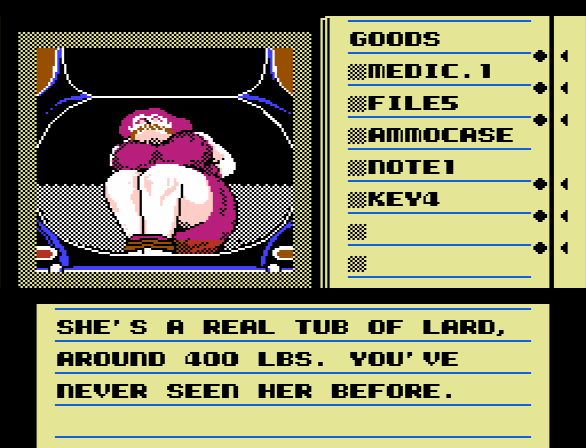 GOODS
MEDIC.1
FILE5
AMMOCASE
NOTE1
KEY4
SHE'S A REAL TUB OF LARD,
AROUND 400 LBS. YOU'VE
NEVER SEEN HER BEFORE.